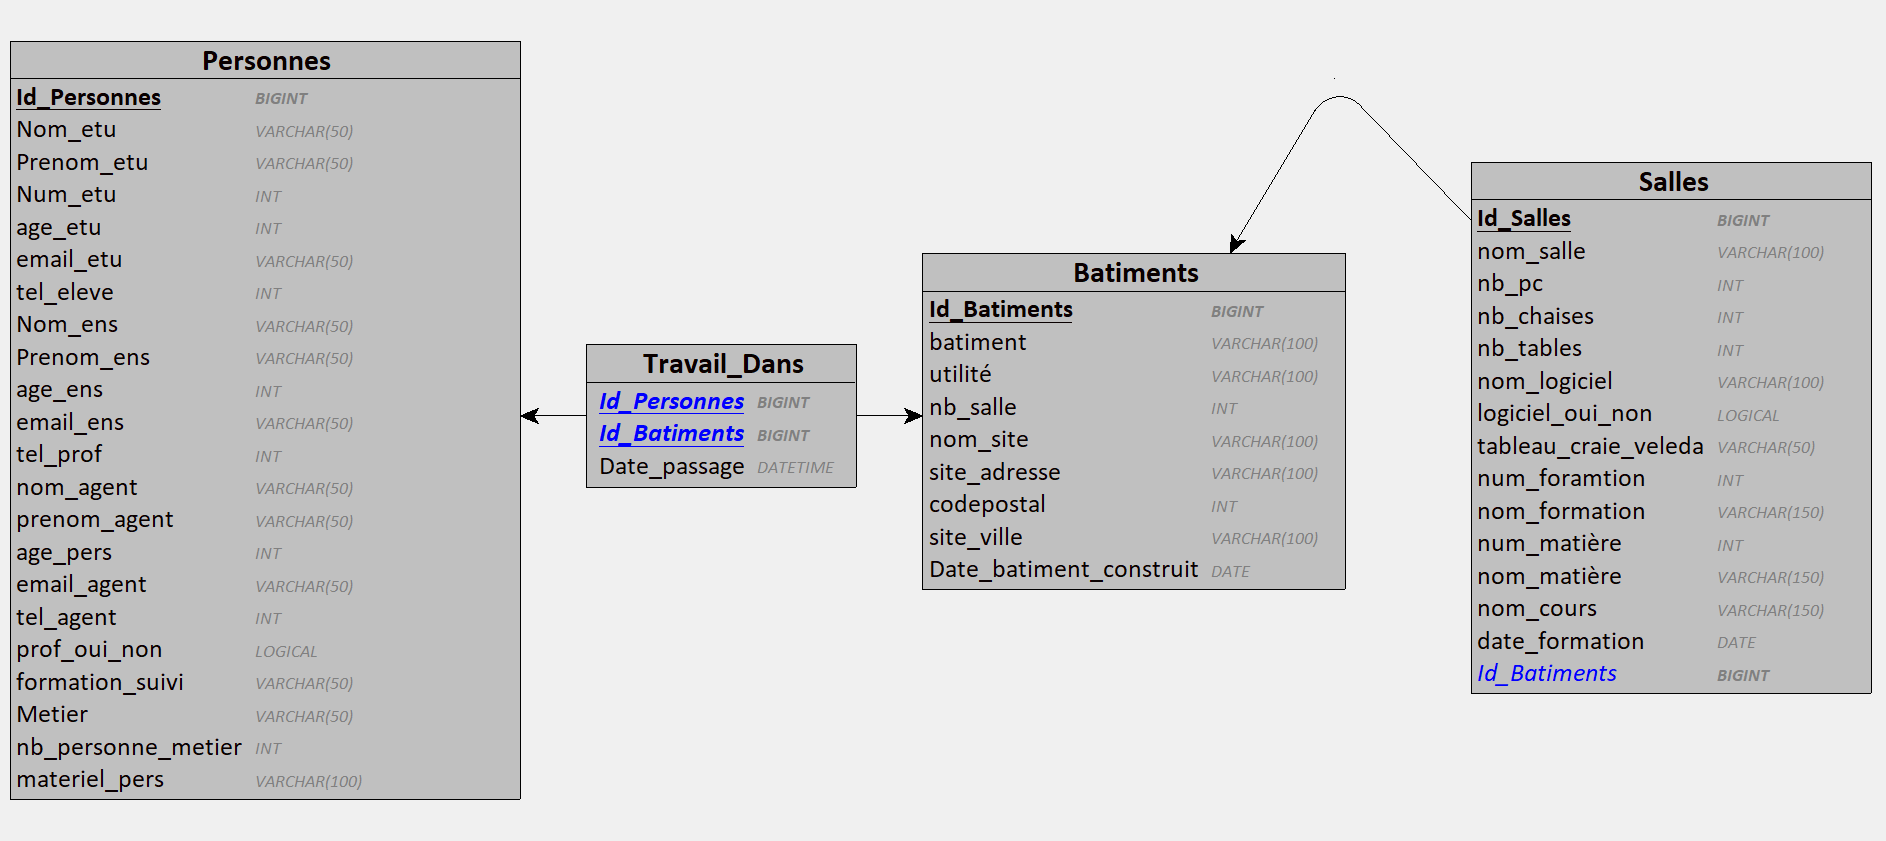 Personnes
Id_Personnes BIGINT
Nom_etu VARCHAR(50)
Prenom_etu VARCHAR(50)
Num_etu INT
age_etu INT
email_etu VARCHAR(50)
tel_eleve INT
Nom_ens VARCHAR(50)
Prenom_ens VARCHAR(50)
age_ens INT
email_ens VARCHAR(50)
tel_prof INT
nom_agent VARCHAR(50)
prenom_agent VARCHAR(50)
age_pers INT
email_agent VARCHAR(50)
tel_agent INT
prof_oui_non LOGICAL
formation_suivi VARCHAR(50)
Metier VARCHAR(50)
nb_personne_metier INT
materiel_pers VARCHAR(100)
Travail_Dans
Id_Personnes BIGINT
Id_Batiments BIGINT
Date_passage DATETIME
Batiments
Id_Batiments BIGINT
batiment VARCHAR(100)
utilité VARCHAR(100)
nb_salle INT
nom_site VARCHAR(100)
site_adresse VARCHAR(100)
codepostal INT
site_ville VARCHAR(100)
Date_batiment_construit DATE
Salles
Id_Salles BIGINT
nom_salle VARCHAR(100)
nb_pc INT
nb_chaises INT
nb_tables INT
nom_logiciel VARCHAR(100)
logiciel_oui_non LOGICAL
tableau_craie_veleda VARCHAR(50)
num_foramtion INT
nom_formation VARCHAR(150)
num_matière INT
nom_matière VARCHAR(150)
nom_cours VARCHAR(150)
date_formation DATE
Id_Batiments BIGINT